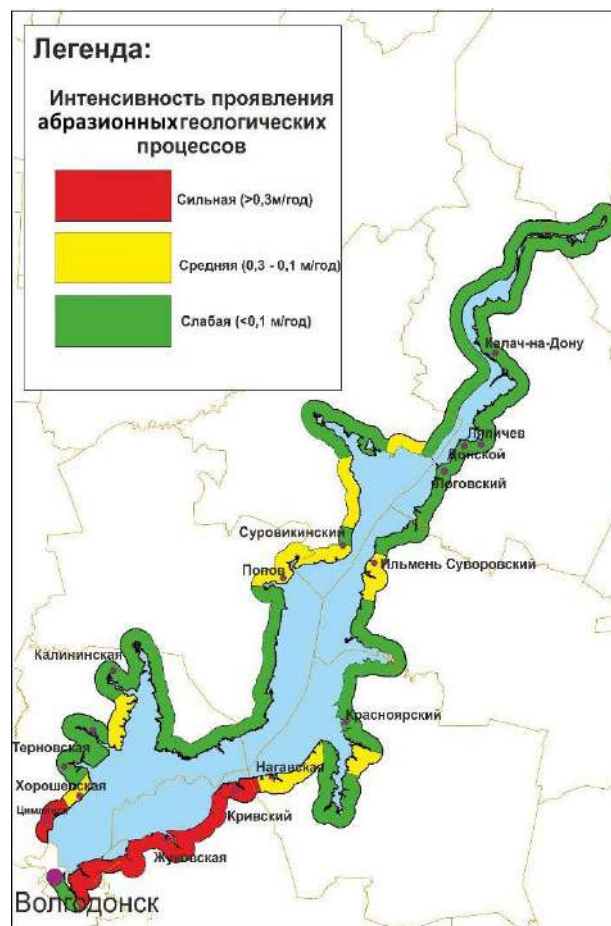 Легенда:
Интенсивность проявления
абразионных геологических
процессов
Сильная (>0,3м/год)
Средняя (0,3 - 0,1 м/год)
Слабая (<0,1 м/год)
Калач-на-Дону
Ляпичев
Донской
Логовский
Суровикинский
Ильмень Суворовский
Попов
Калининская
Красноярский
Терновская
Нагавская
Хорошевская
Кривский
Жуковская
Волгодонск